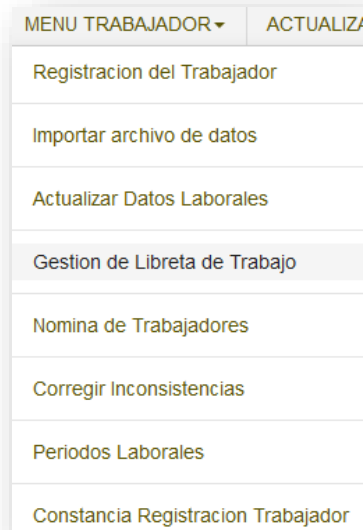 MENU TRABAJADOR ACTUALIZA
Registracion del Trabajador
Importar archivo de datos
Actualizar Datos Laborales
Gestion de Libreta de Trabajo
Nomina de Trabajadores
Corregir Inconsistencias
Periodos Laborales
Constancia Registracion Trabajador